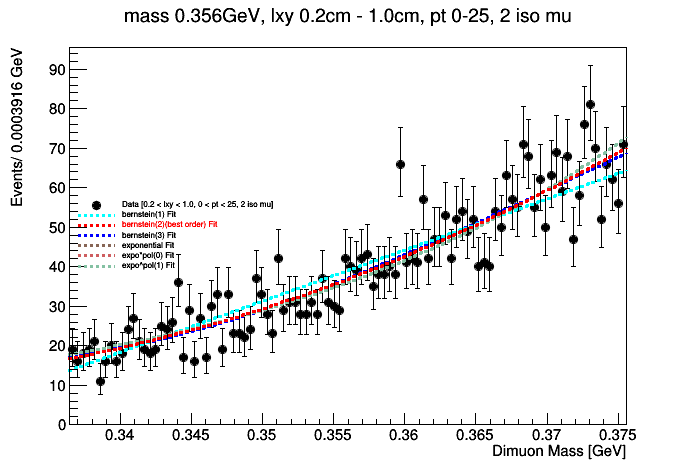 mass 0.356GeV, lxy 0.2cm - 1.0cm, pt 0-25, 2 iso mu
Events/ 0.0003916 GeV
90
80
70
60
50
40
30
20
10
0
Data [0.2 < lxy < 1.0, 0 < pt < 25, 2 iso mu]
bernstein(1) Fit
bernstein(2)(best order) Fit
bernstein(3) Fit
exponential Fit
expo*pol(0) Fit
expo*pol(1) Fit
0.34 0.345 0.35 0.355 0.36 0.365 0.37 0.375
Dimuon Mass [GeV]